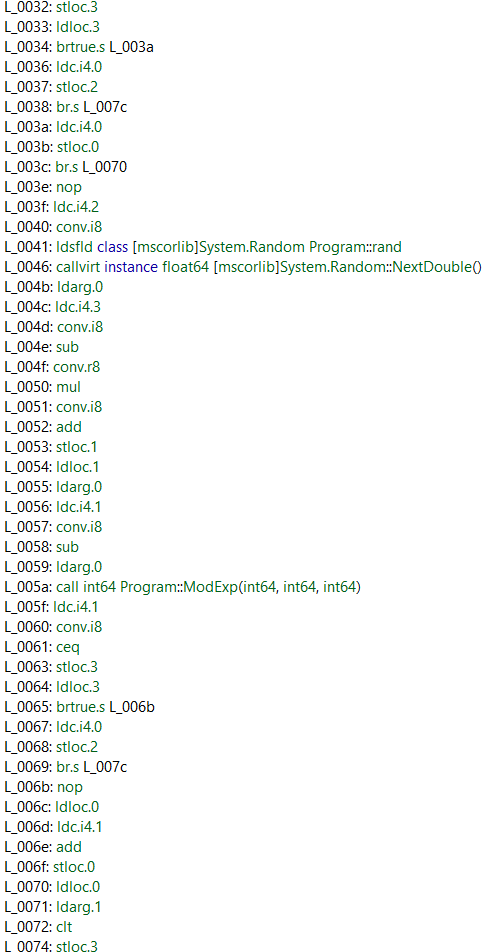 L_0032: stloc.3
L_0033: ldloc.3
L_0034: brtrue.s L_003a
L_0036: ldc.i4.0
L_0037: stloc.2
L_0038: br.s L_007c
L_003a: ldc.i4.0
L_003b: stloc.0
L_003c: br.s L_0070
L_003e: nop
L_003f: ldc.i4.2
L_0040: conv.i8
L_0041: ldsfld class [mscorlib]System.Random Program::rand
L_0046: callvirt instance float64 [mscorlib]System.Random::NextDouble()
L_004b: ldarg.0
L_004c: ldc.i4.3
L_004d: conv.i8
L_004e: sub
L_004f: conv.r8
L_0050: mul
L_0051: conv.i8
L_0052: add
L_0053: stloc.1
L_0054: ldloc.1
L_0055: ldarg.0
L_0056: ldc.i4.1
L_0057: conv.i8
L_0058: sub
L_0059: ldarg.0
L_005a: call int64 Program::ModExp(int64, int64, int64)
L_005f: ldc.i4.1
L_0060: conv.i8
L_0061: ceq
L_0063: stloc.3
L_0064: ldloc.3
L_0065: brtrue.s L_006b
L_0067: ldc.i4.0
L_0068: stloc.2
L_0069: br.s L_007c
L_006b: nop
L_006c: ldloc.0
L_006d: ldc.i4.1
L_006e: add
L_006f: stloc.0
L_0070: ldloc.0
L_0071: ldarg.1
L_0072: clt
L_0074: stloc.3